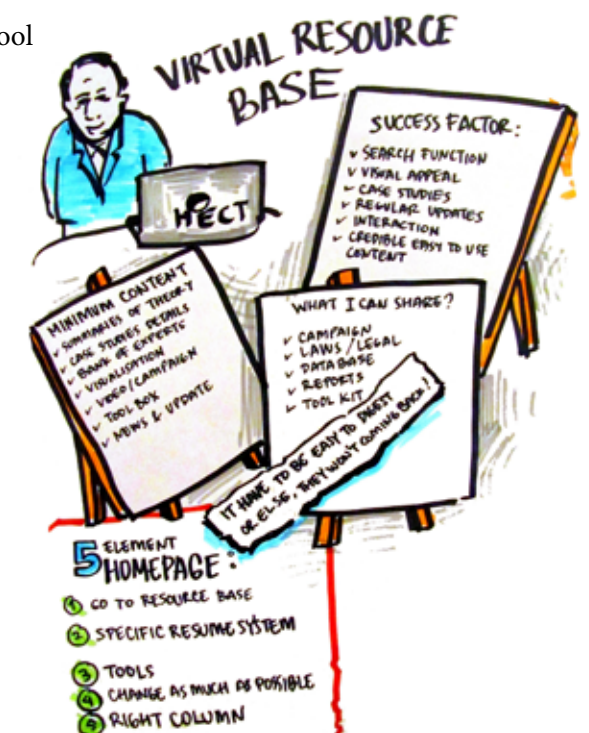 ool
VIRTUAL RESOURCE
BASE
SUCCESS FACTOR:
✓ SEARCH FUNCTION
✓ VISUAL APPEAL
✓ CASE STUDIES
✓ REGULAR UPDATES
✓ INTERACTION
✓ CREDIBLE EASY TO USE
CONTENT
HECT
MINIMUM CONTENT
✓ SUMMARIES OF THEORY
✓ CASE STUDIES DETAILS
✓ BANK OF EXPERTS
✓ VISUALISATION
✓ VIDEO/CAMPAIGN
✓ TOOL BOX
✓ NEWS & UPDATE
WHAT I CAN SHARE?
✓ CAMPAIGN
✓ LAWS / LEGAL
✓ DATABASE
✓ REPORTS
✓ TOOL KIT
IT HAVE TO BE EASY TO DIGEST
OR ELSE, THEY WON'T COMING BACK!
5 ELEMENT
HOMEPAGE:
1 GO TO RESOURCE BASE
2 SPECIFIC RESUME SYSTEM
3 TOOLS
4 CHANGE AS MUCH AS POSSIBLE
5 RIGHT COLUMN